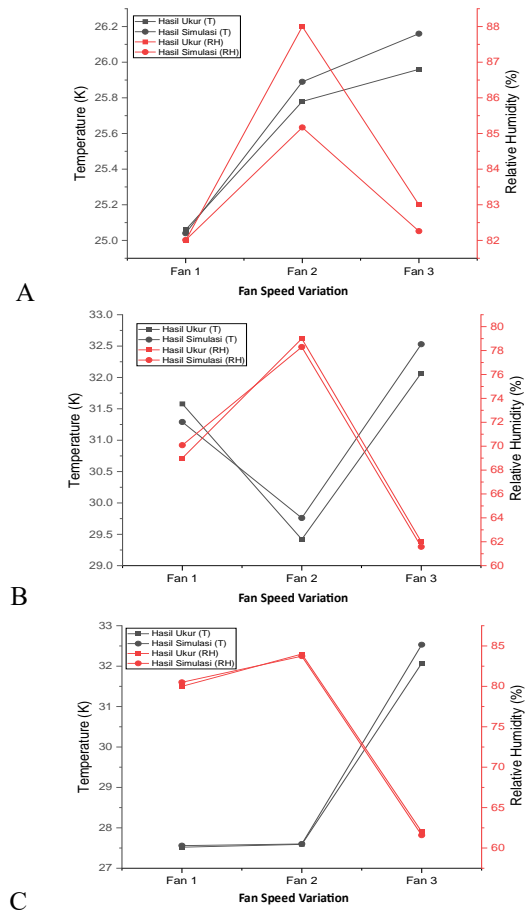 Hasil Ukur (T)
Hasil Simulasi (T)
Hasil Ukur (RH)
Hasil Simulasi (RH)
26.2
26.0
25.8
25.6
25.4
25.2
25.0
Temperature (K)
88
87
86
85
84
83
82
Relative Humidity (%)
Fan 1 Fan 2 Fan 3
Fan Speed Variation
A
Hasil Ukur (T)
Hasil Simulasi (T)
Hasil Ukur (RH)
Hasil Simulasi (RH)
33.0
32.5
32.0
31.5
31.0
30.5
30.0
29.5
29.0
Temperature (K)
80
78
76
74
72
70
68
66
64
62
60
Relative Humidity (%)
Fan 1 Fan 2 Fan 3
Fan Speed Variation
B
Hasil Ukur (T)
Hasil Simulasi (T)
Hasil Ukur (RH)
Hasil Simulasi (RH)
33
32
31
30
29
28
27
Temperature (K)
85
80
75
70
65
60
Relative Humidity (%)
Fan 1 Fan 2 Fan 3
Fan Speed Variation
C